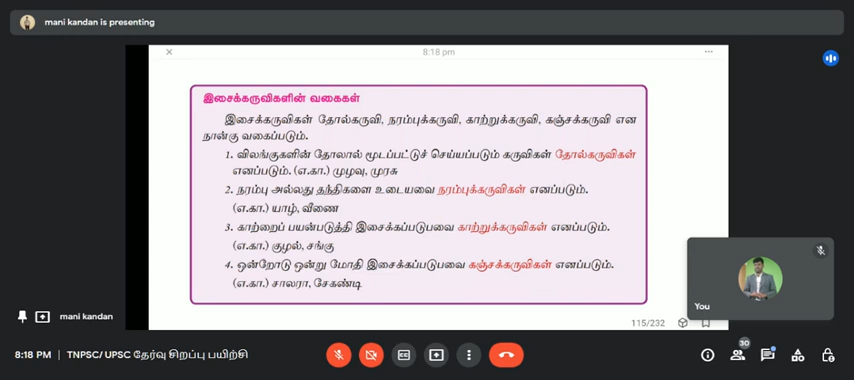 mani kandan is presenting
8:18 pm
இசைக்கருவிகளின் வகைகள்
இசைக்கருவிகள் தோல்கருவி, நரம்புக்கருவி, காற்றுக்கருவி, கஞ்சக்கருவி என
நான்கு வகைப்படும்.
1. விலங்குகளின் தோலால் மூடப்பட்டுச் செய்யப்படும் கருவிகள் தோல்கருவிகள்
எனப்படும். (எ.கா.) முழவு, முரசு
2. நரம்பு அல்லது தந்திகளை உடையவை நரம்புக்கருவிகள் எனப்படும்.
(எ.கா.) யாழ், வீணை
3. காற்றைப் பயன்படுத்தி இசைக்கப்படுபவை காற்றுக்கருவிகள் எனப்படும்.
(எ.கா.) குழல், சங்கு
4. ஒன்றோடு ஒன்று மோதி இசைக்கப்படுபவை கஞ்சக்கருவிகள் எனப்படும்.
(எ.கா.) சாலரா, சேகண்டி
You
mani kandan
115/232
8:18 PM | TNPSC/ UPSC தேர்வு சிறப்பு பயிற்சி
30